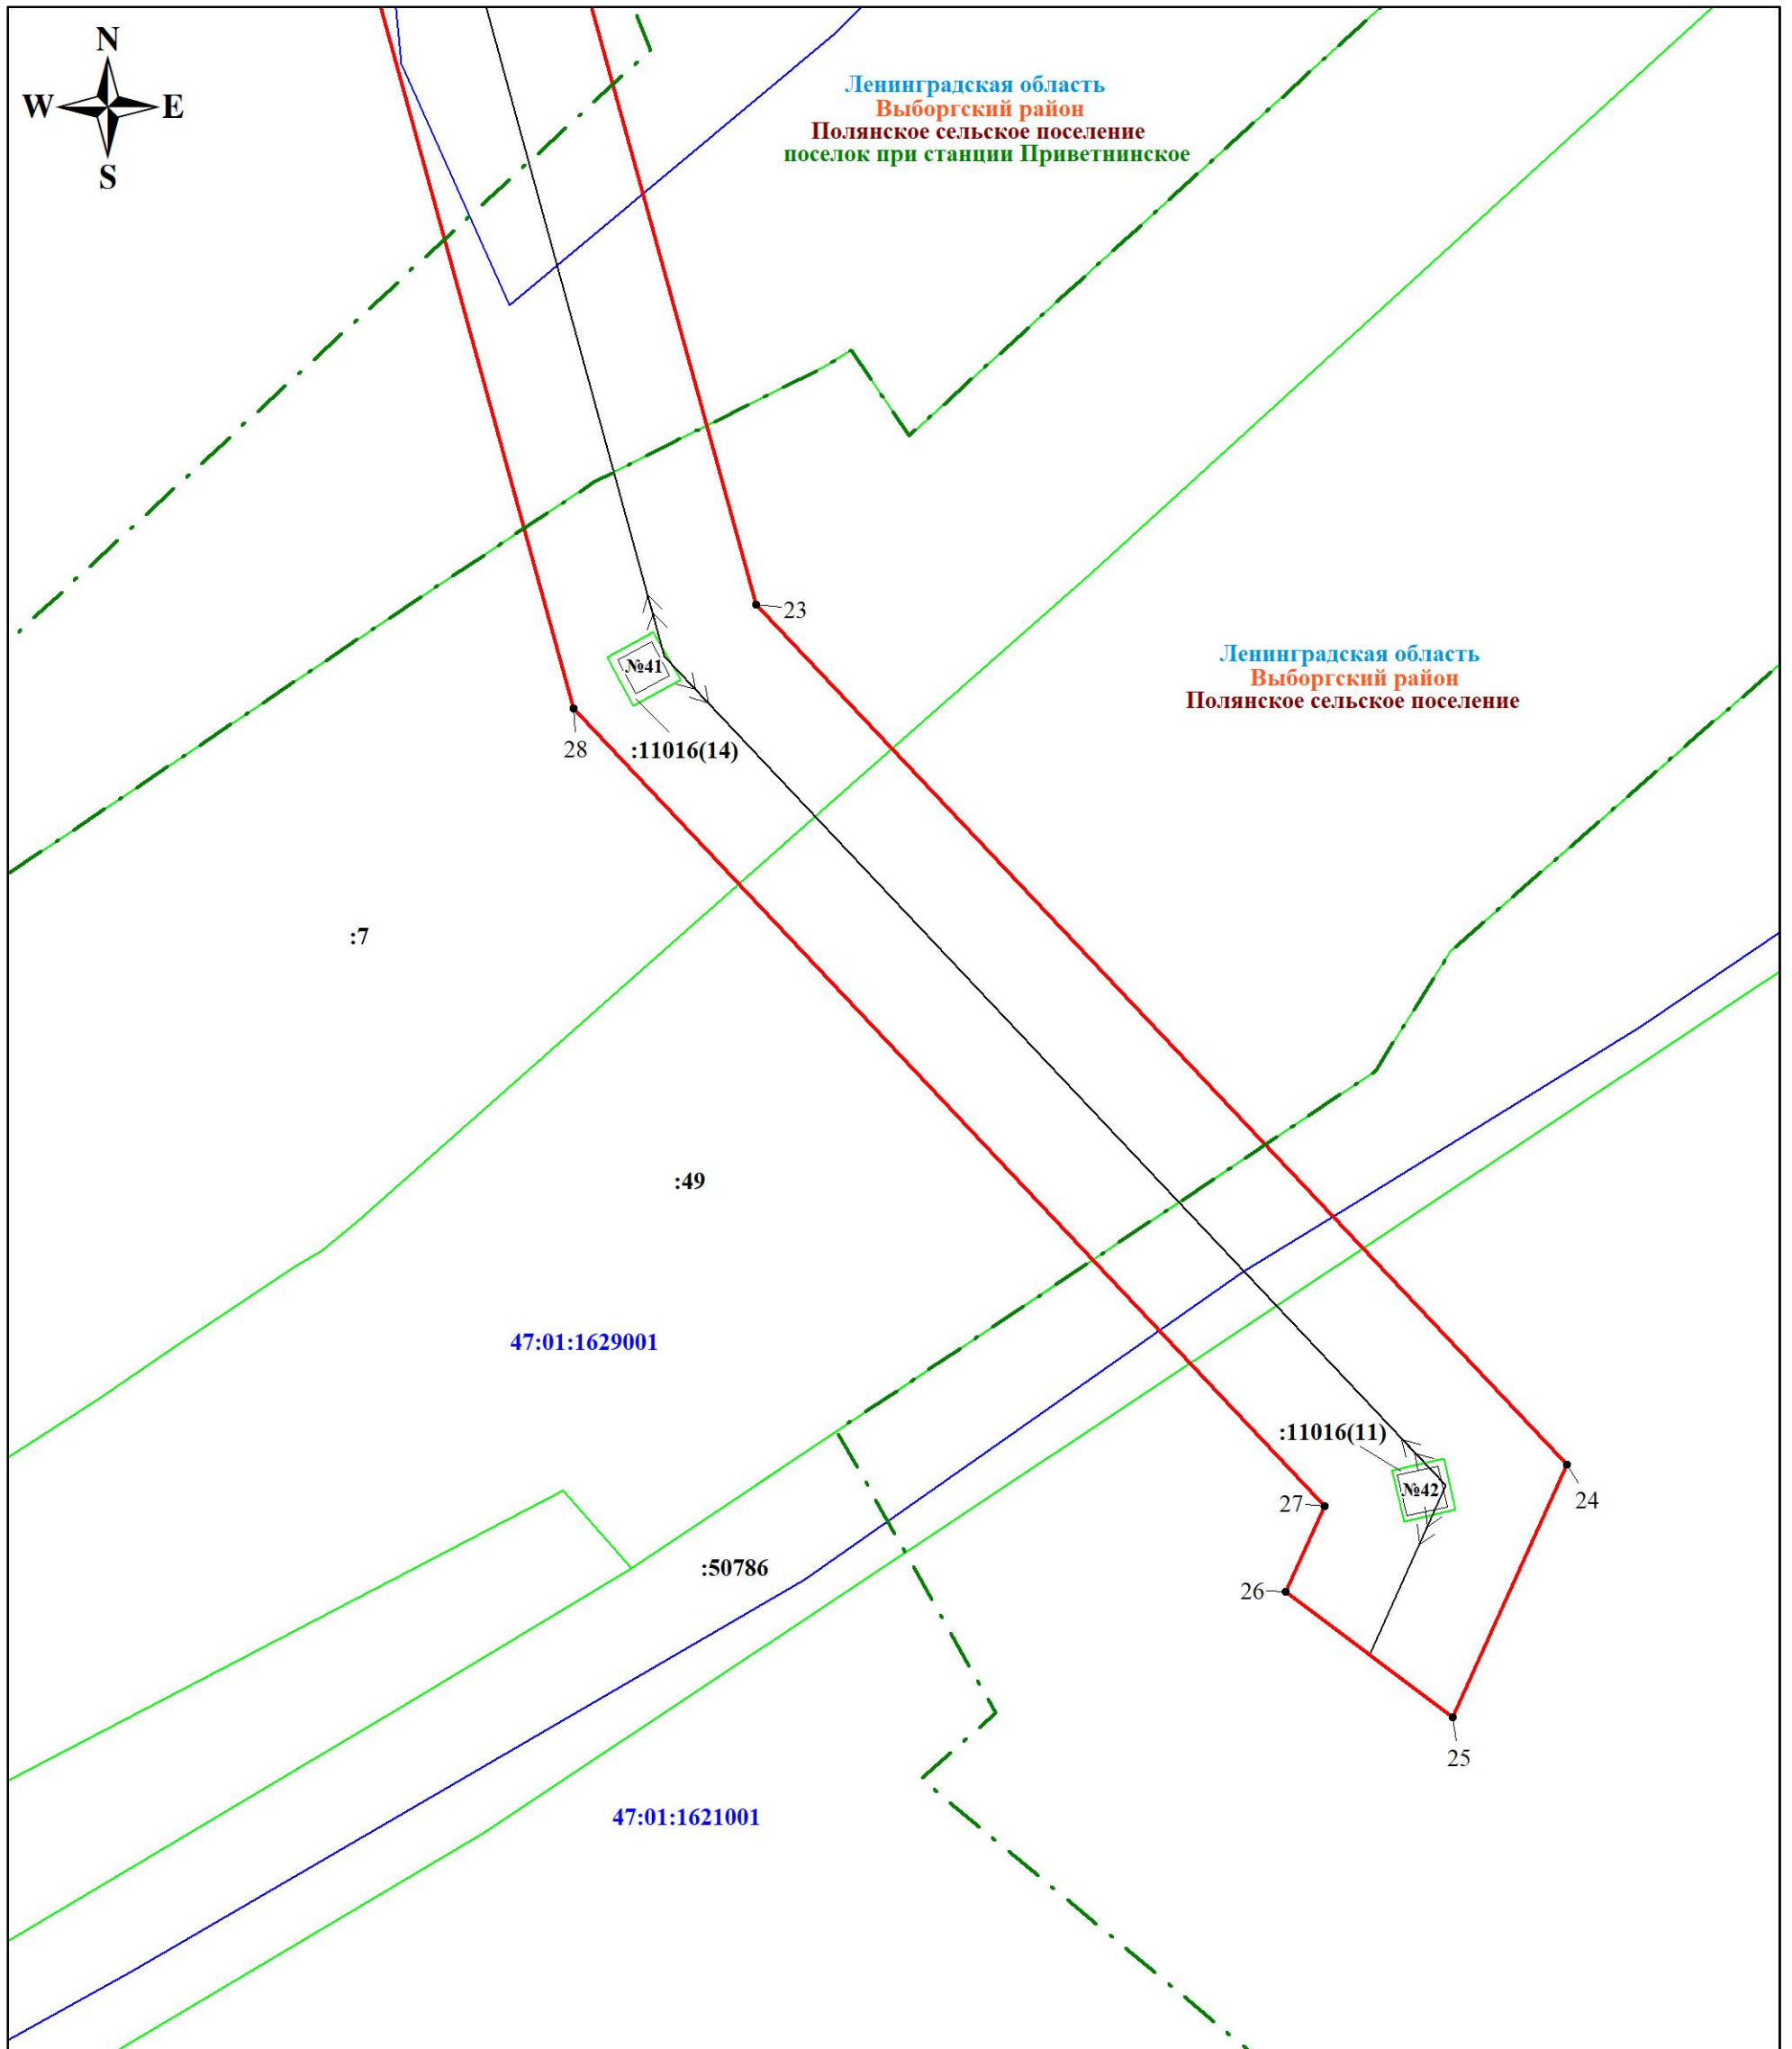 N
W E
S
Ленинградская область
Выборгский район
Полянское сельское поселение
поселок при станции Приветнинское
23
Ленинградская область
Выборгский район
Полянское сельское поселение
№41
28
:11016(14)
:7
:49
47:01:1629001
:11016(11)
№42
27
24
:50786
26
25
47:01:1621001